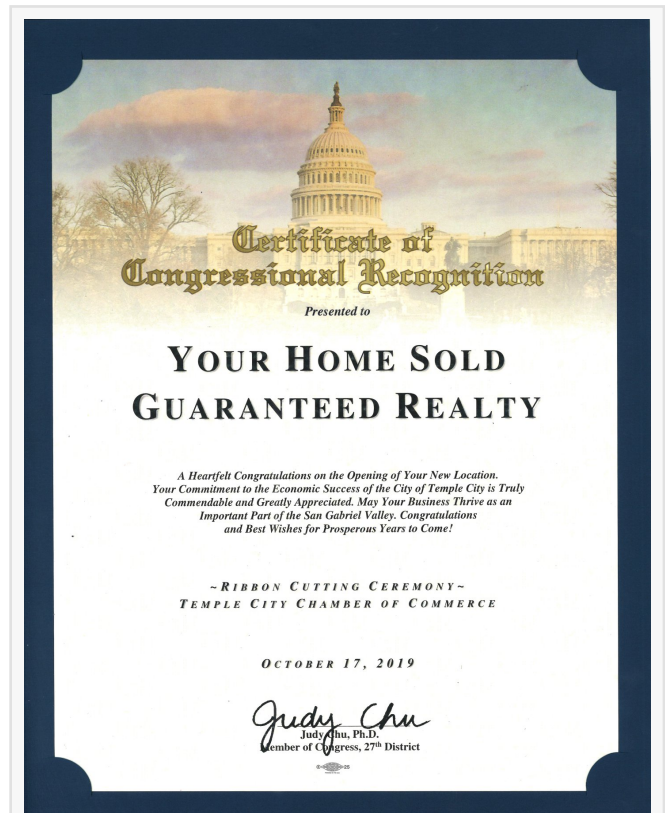 Certificate of
Congressional Recognition
Presented to
YOUR HOME SOLD
GUARANTEED REALTY
A Heartfelt Congratulations on the Opening of Your New Location.
Your Commitment to the Economic Success of the City of Temple City is Truly
Commendable and Greatly Appreciated. May Your Business Thrive as an
Important Part of the San Gabriel Valley. Congratulations
and Best Wishes for Prosperous Years to Come!
~RIBBON CUTTING CEREMONY~
TEMPLE CITY CHAMBER OF COMMERCE
OCTOBER 17, 2019
Judy Chu
Judy Chu, Ph.D.
Member of Congress, 27th District